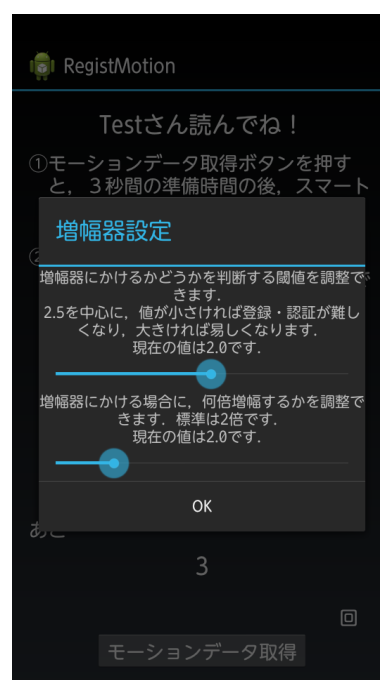 RegistMotion
Testさん読んでね！
①モーションデータ取得ボタンを押す
と，３秒間の準備時間の後，スマート
増幅器設定
増幅器にかけるかどうかを判断する閾値を調整で
きます．
2.5を中心に，値が小さければ登録・認証が難し
くなり，大きければ易しくなります．
現在の値は2.0です．
増幅器にかける場合に，何倍増幅するかを調整で
きます．標準は2倍です．
現在の値は2.0です．
OK
あと
3
モーションデータ取得